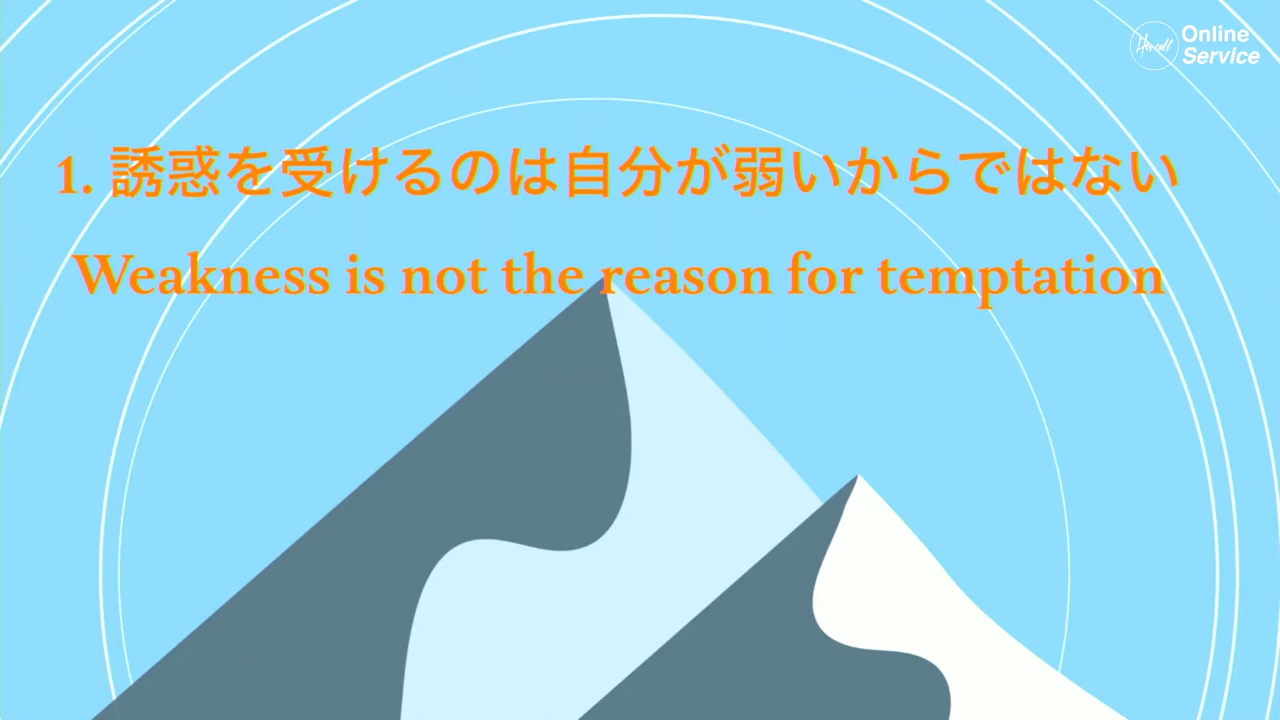 Online
Service
1. 誘惑を受けるのは自分が弱いからではない
Weakness is not the reason for temptation